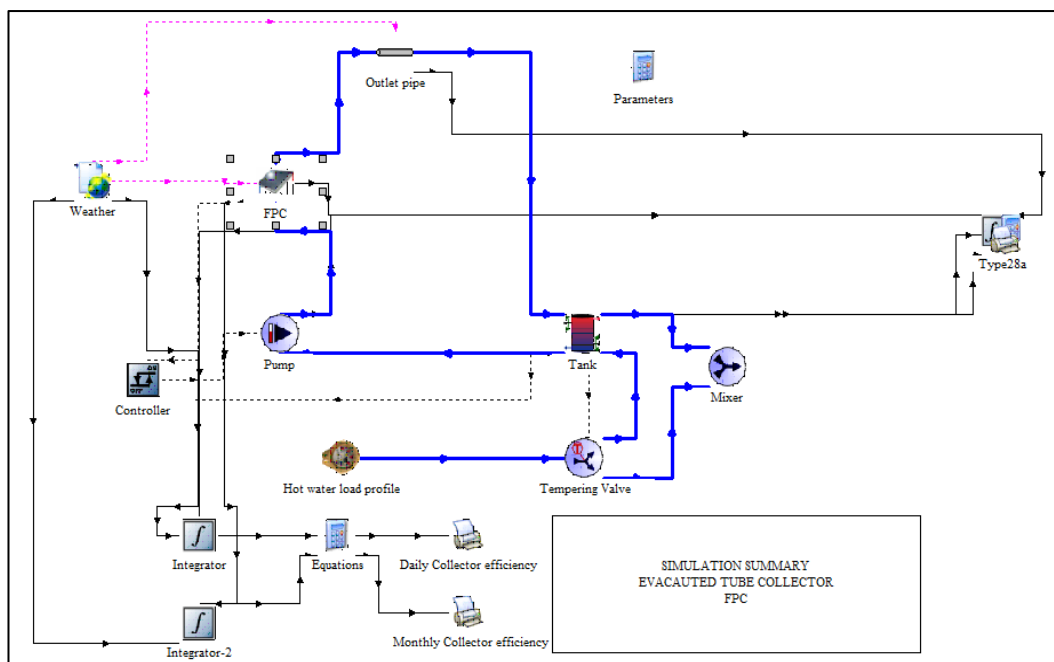 Outlet pipe
Parameters
Weather
FPC
Type28a
Pump
Tank
Mixer
Controller
Hot water load profile
Tempering Valve
Integrator
Equations
Daily Collector efficiency
SIMULATION SUMMARY
EVACAUTED TUBE COLLECTOR
FPC
Integrator-2
Monthly Collector efficiency